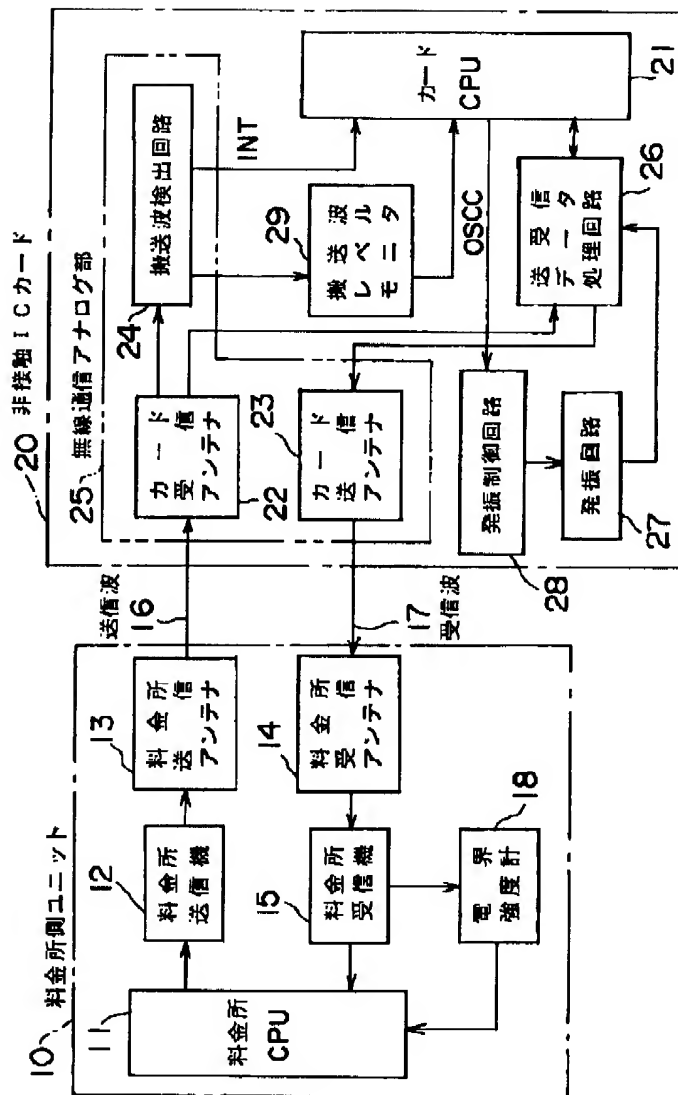 10 料金所側ユニット
11
料金所
CPU
12
料金所
送信機
13
料金所
送信
アンテナ
14
料金所
受信
アンテナ
15
料金所
受信機
18
電界
強度計
送信波
16
17
受信波
20 非接触ICカード
25 無線通信アナログ部
カード
受信
アンテナ
22
23
カード
送信
アンテナ
24
搬送波検出回路
INT
29
搬送波
レベル
モニタ
カード
CPU
21
OSCC
送受信
データ
処理回路
26
発振制御回路
28
発振回路
27